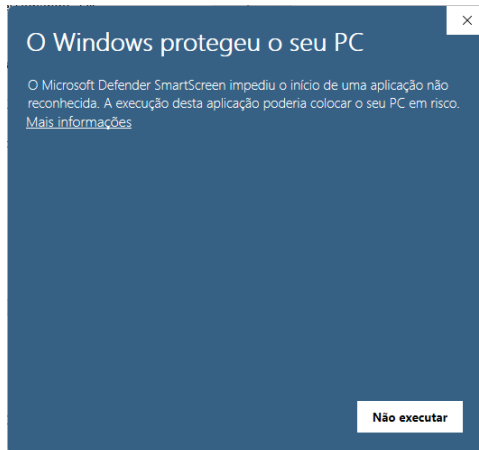 O Windows protegeu o seu PC
O Microsoft Defender SmartScreen impediu o início de uma aplicação não
reconhecida. A execução desta aplicação poderia colocar o seu PC em risco.
Mais informações
Não executar